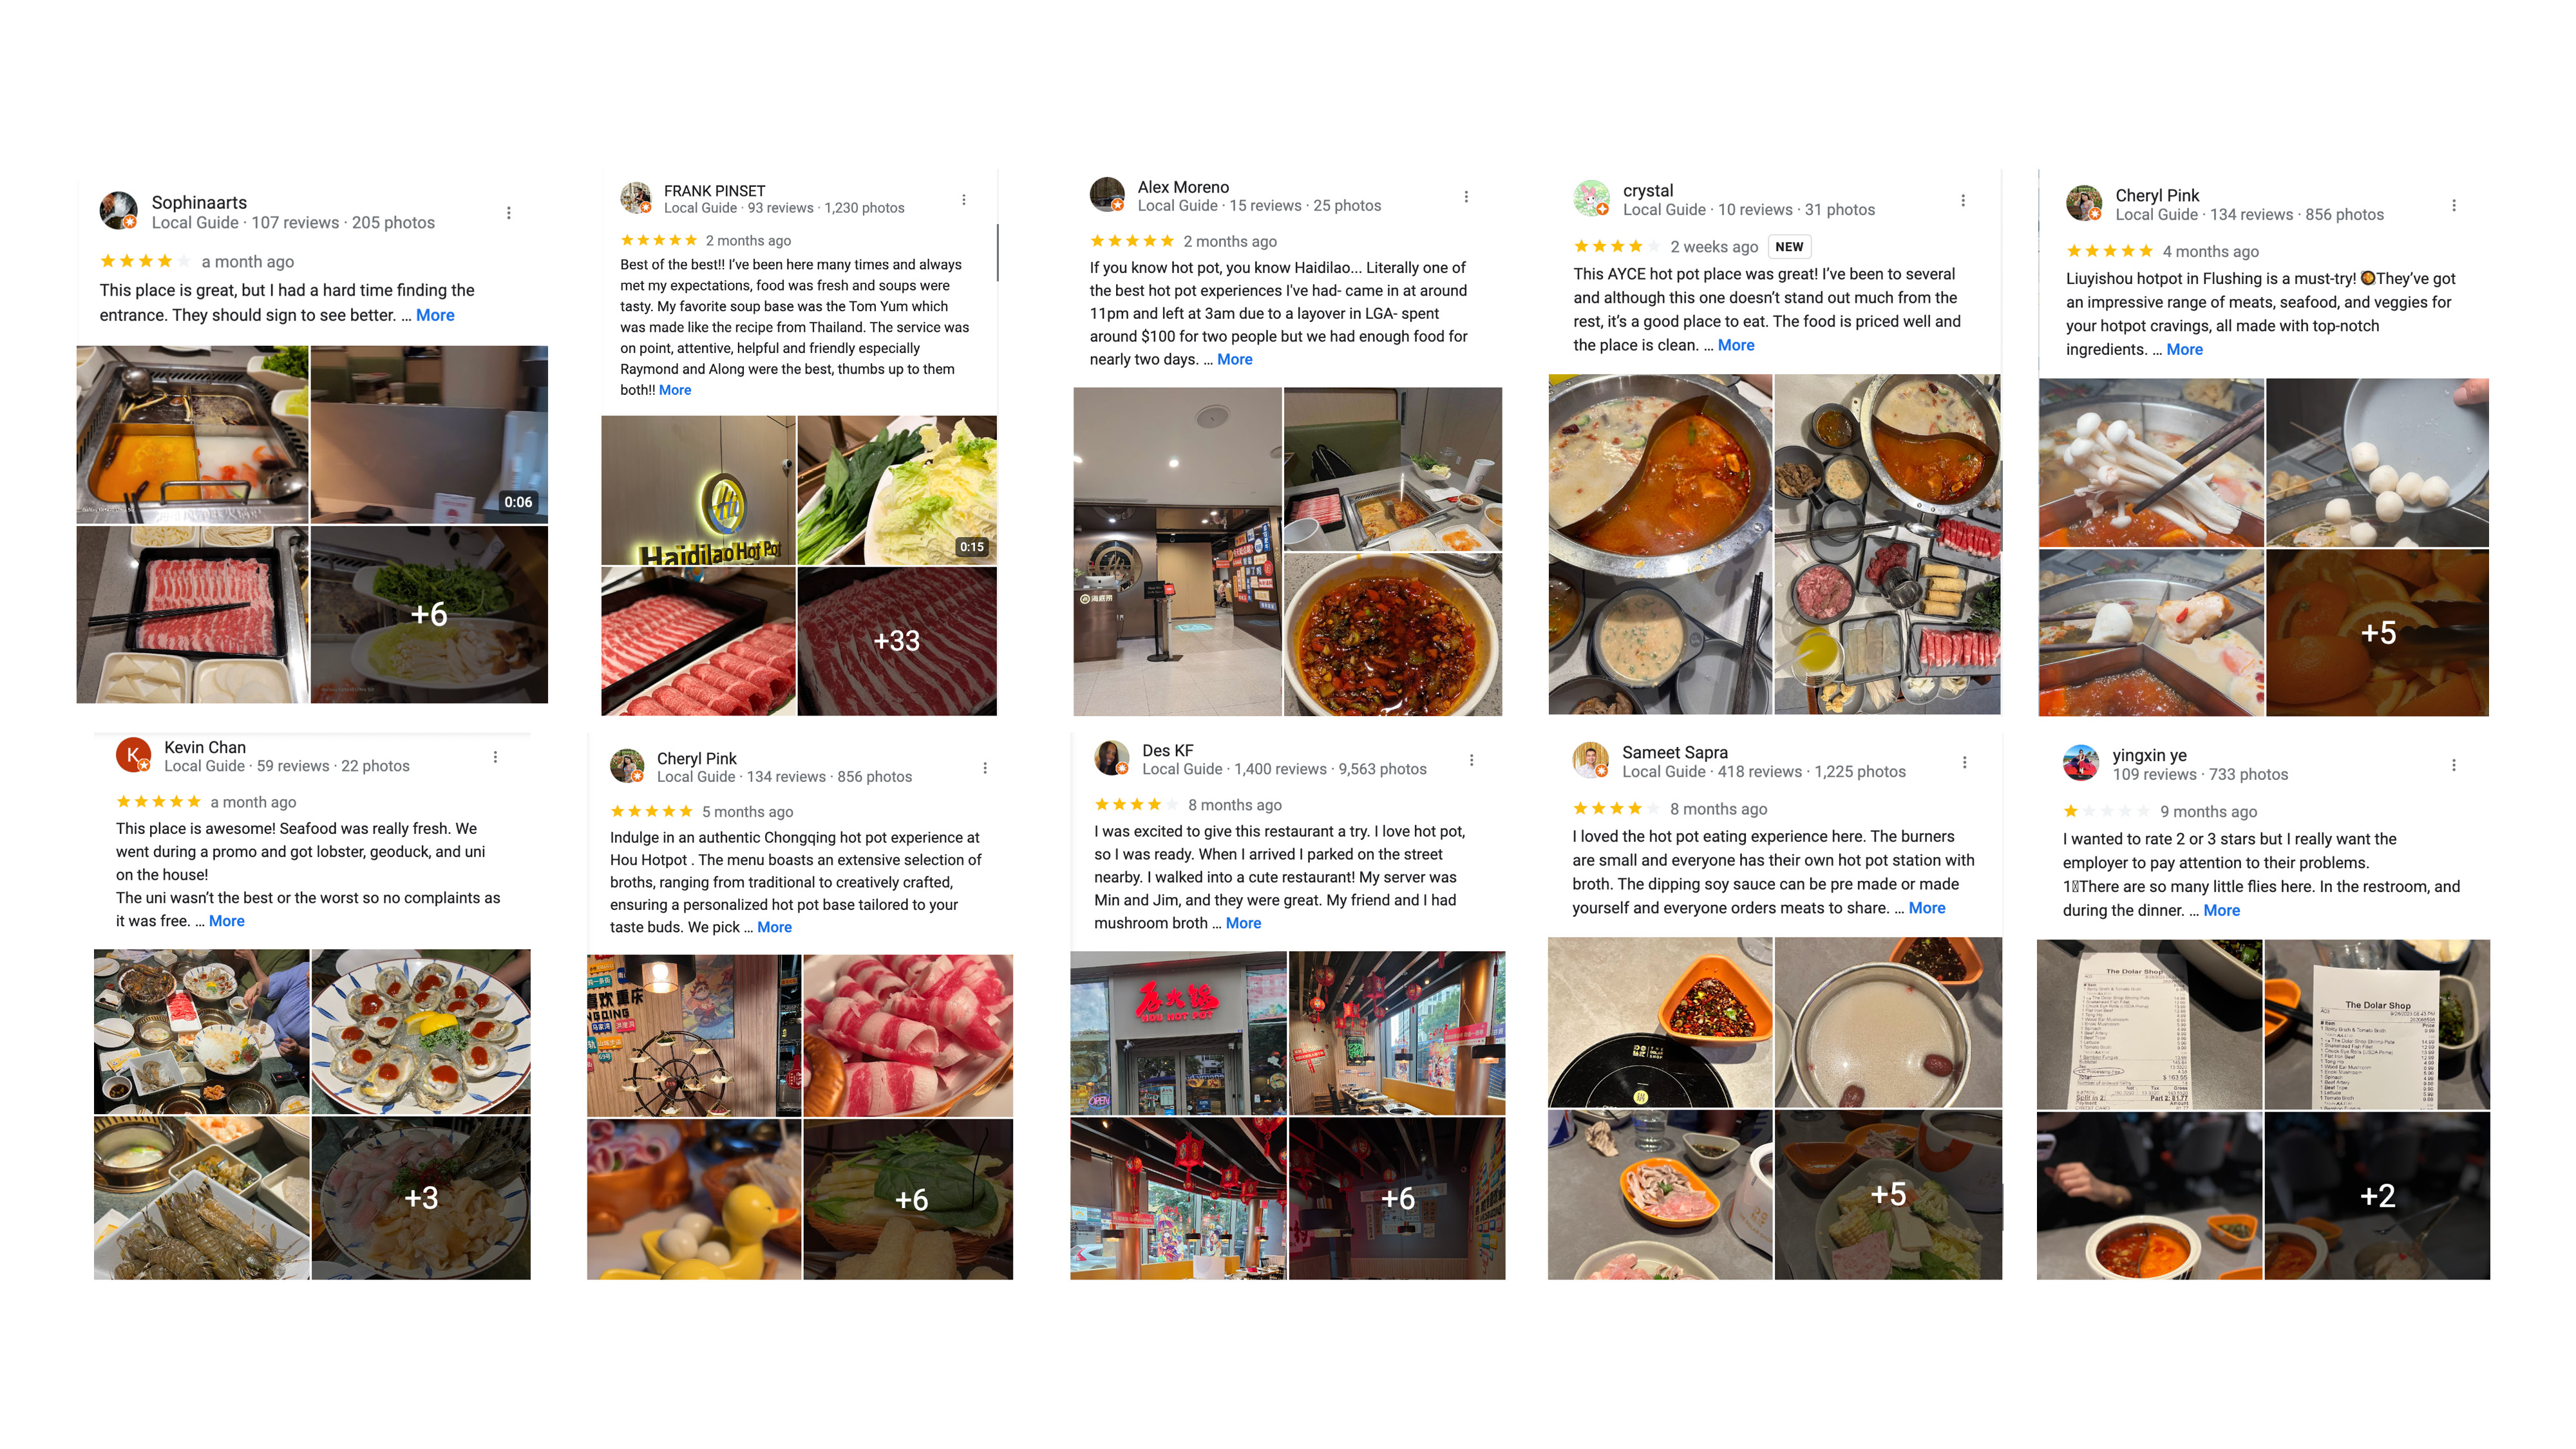 Sophinaarts
Local Guide · 107 reviews · 205 photos
a month ago
This place is great, but I had a hard time finding the
entrance. They should sign to see better. ... More
0:06
+6
FRANK PINSET
Local Guide · 93 reviews · 1,230 photos
2 months ago
Best of the best!! I've been here many times and always
met my expectations, food was fresh and soups were
tasty. My favorite soup base was the Tom Yum which
was made like the recipe from Thailand. The service was
on point, attentive, helpful and friendly especially
Raymond and Along were the best, thumbs up to them
both!! More
Hi
Haidilao Hot Pot
0:15
+33
Alex Moreno
Local Guide · 15 reviews · 25 photos
2 months ago
If you know hot pot, you know Haidilao... Literally one of
the best hot pot experiences I've had- came in at around
11pm and left at 3am due to a layover in LGA- spent
around $100 for two people but we had enough food for
nearly two days. ... More
海底捞
crystal
Local Guide · 10 reviews · 31 photos
2 weeks ago NEW
This AYCE hot pot place was great! I've been to several
and although this one doesn't stand out much from the
rest, it's a good place to eat. The food is priced well and
the place is clean. ... More
Cheryl Pink
Local Guide · 134 reviews · 856 photos
4 months ago
Liuyishou hotpot in Flushing is a must-try! 🥘They've got
an impressive range of meats, seafood, and veggies for
your hotpot cravings, all made with top-notch
ingredients. ... More
+5
K
Kevin Chan
Local Guide · 59 reviews · 22 photos
a month ago
This place is awesome! Seafood was really fresh. We
went during a promo and got lobster, geoduck, and uni
on the house!
The uni wasn't the best or the worst so no complaints as
it was free. ... More
+3
Cheryl Pink
Local Guide · 134 reviews · 856 photos
5 months ago
Indulge in an authentic Chongqing hot pot experience at
Hou Hotpot . The menu boasts an extensive selection of
broths, ranging from traditional to creatively crafted,
ensuring a personalized hot pot base tailored to your
taste buds. We pick ... More
喜欢重庆
NGQING
+6
Des KF
Local Guide · 1,400 reviews · 9,563 photos
8 months ago
I was excited to give this restaurant a try. I love hot pot,
so I was ready. When I arrived I parked on the street
nearby. I walked into a cute restaurant! My server was
Min and Jim, and they were great. My friend and I had
mushroom broth ... More
火锅
HOU HOT POT
OPEN
+6
Sameet Sapra
Local Guide · 418 reviews · 1,225 photos
8 months ago
I loved the hot pot eating experience here. The burners
are small and everyone has their own hot pot station with
broth. The dipping soy sauce can be pre made or made
yourself and everyone orders meats to share. ... More
+5
yingxin ye
109 reviews · 733 photos
9 months ago
I wanted to rate 2 or 3 stars but I really want the
employer to pay attention to their problems.
1There are so many little flies here. In the restroom, and
during the dinner. ... More
The Dolar Shop
Total $ 163.55
Split in 2: Part 2: 81.77
The Dolar Shop
+2